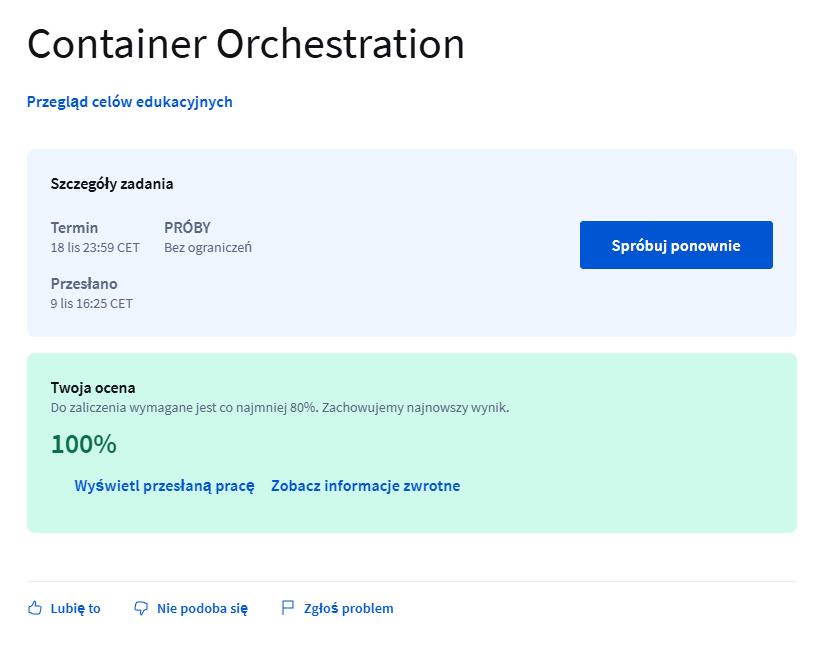 Container Orchestration
Przegląd celów edukacyjnych
Szczegóły zadania
Termin
18 lis 23:59 CET
PRÓBY
Bez ograniczeń
Przesłano
9 lis 16:25 CET
Spróbuj ponownie
Twoja ocena
Do zaliczenia wymagane jest co najmniej 80%. Zachowujemy najnowszy wynik.
100%
Wyświetl przesłaną pracę
Zobacz informacje zwrotne
Lubię to
Nie podoba się
Zgłoś problem